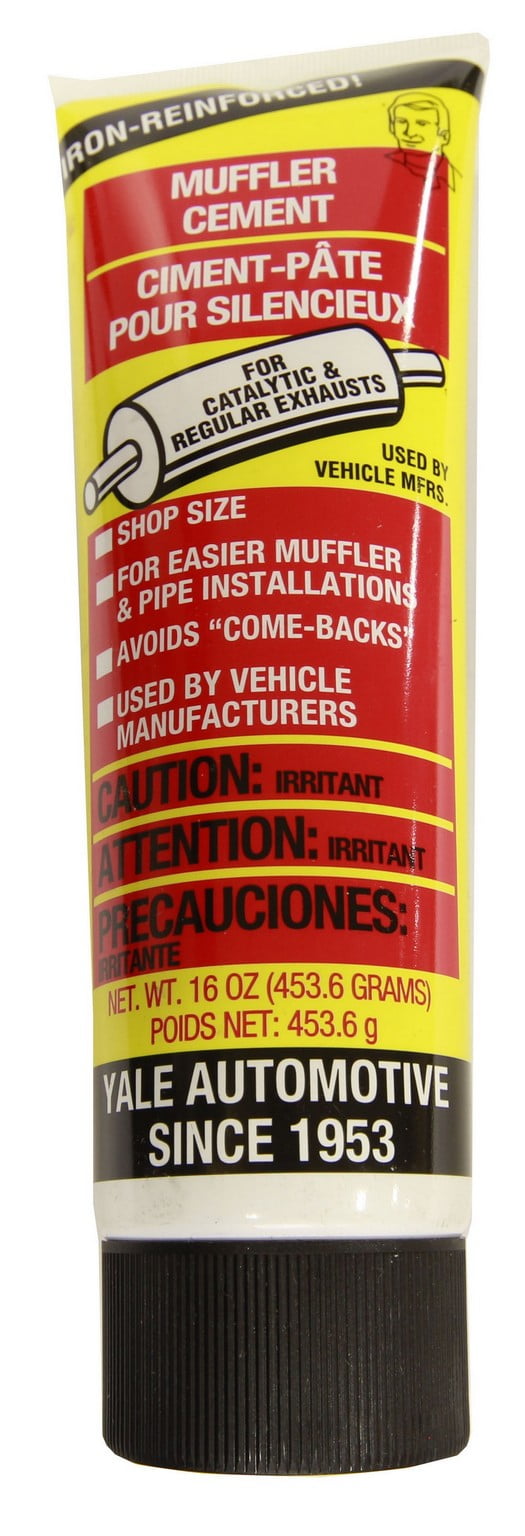 IRON-REINFORCED!
MUFFLER
CEMENT
CIMENT-PÂTE
POUR SILENCIEUX
FOR
CATALYTIC &
REGULAR EXHAUSTS
USED BY
VEHICLE MFRS.
SHOP SIZE
FOR EASIER MUFFLER
& PIPE INSTALLATIONS
AVOIDS “COME-BACKS”
USED BY VEHICLE
MANUFACTURERS
CAUTION: IRRITANT
ATTENTION: IRRITANT
PRECAUCIONES:
IRRITANTE
NET. WT. 16 OZ (453.6 GRAMS)
POIDS NET: 453.6 g
YALE AUTOMOTIVE
SINCE 1953